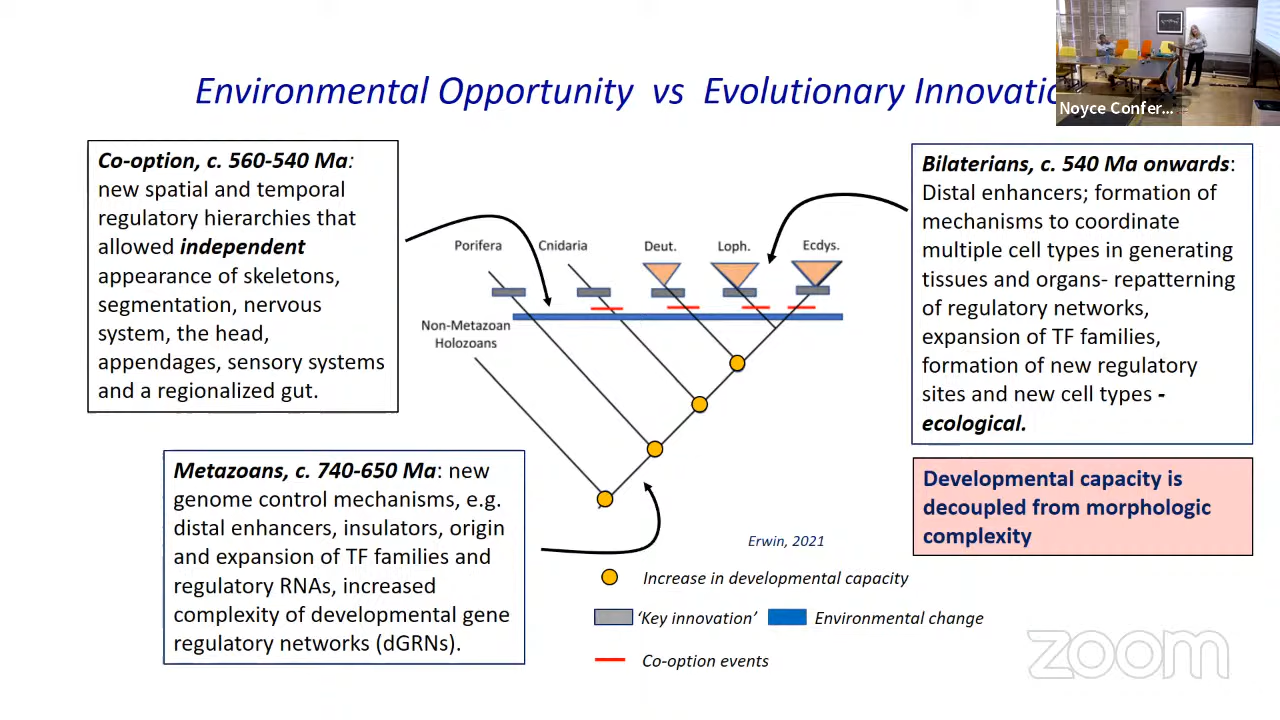 Environmental Opportunity vs Evolutionary Innovatio
Noyce Confer...
Co-option, c. 560-540 Ma:
new spatial and temporal
regulatory hierarchies that
allowed independent
appearance of skeletons,
segmentation, nervous
system, the head,
appendages, sensory systems
and a regionalized gut.
Porifera
Cnidaria
Deut.
Loph.
Ecdys.
Non-Metazoan
Holozoans
Bilaterians, c. 540 Ma onwards:
Distal enhancers; formation of
mechanisms to coordinate
multiple cell types in generating
tissues and organs- repatterning
of regulatory networks,
expansion of TF families,
formation of new regulatory
sites and new cell types -
ecological.
Metazoans, c. 740-650 Ma: new
genome control mechanisms, e.g.
distal enhancers, insulators, origin
and expansion of TF families and
regulatory RNAs, increased
complexity of developmental gene
regulatory networks (dGRNs).
Developmental capacity is
decoupled from morphologic
complexity
Erwin, 2021
Increase in developmental capacity
‘Key innovation’
Environmental change
Co-option events
zoom